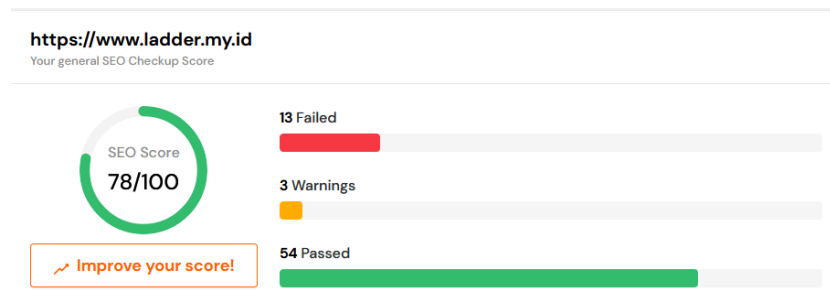 https://www.ladder.my.id
Your general SEO Checkup Score
SEO Score
78/100
Improve your score!
13 Failed
3 Warnings
54 Passed